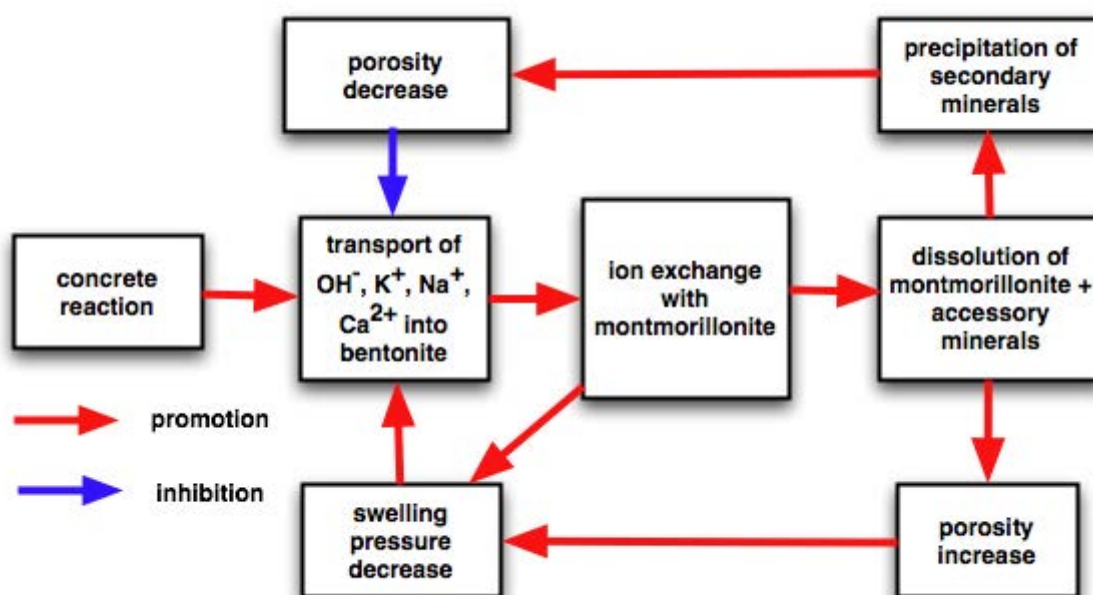 porosity
decrease
precipitation of
secondary
minerals
concrete
reaction
transport of
OH⁻, K⁺, Na⁺,
Ca²⁺ into
bentonite
ion exchange
with
montmorillonite
dissolution of
montmorillonite +
accessory
minerals
promotion
inhibition
swelling
pressure
decrease
porosity
increase